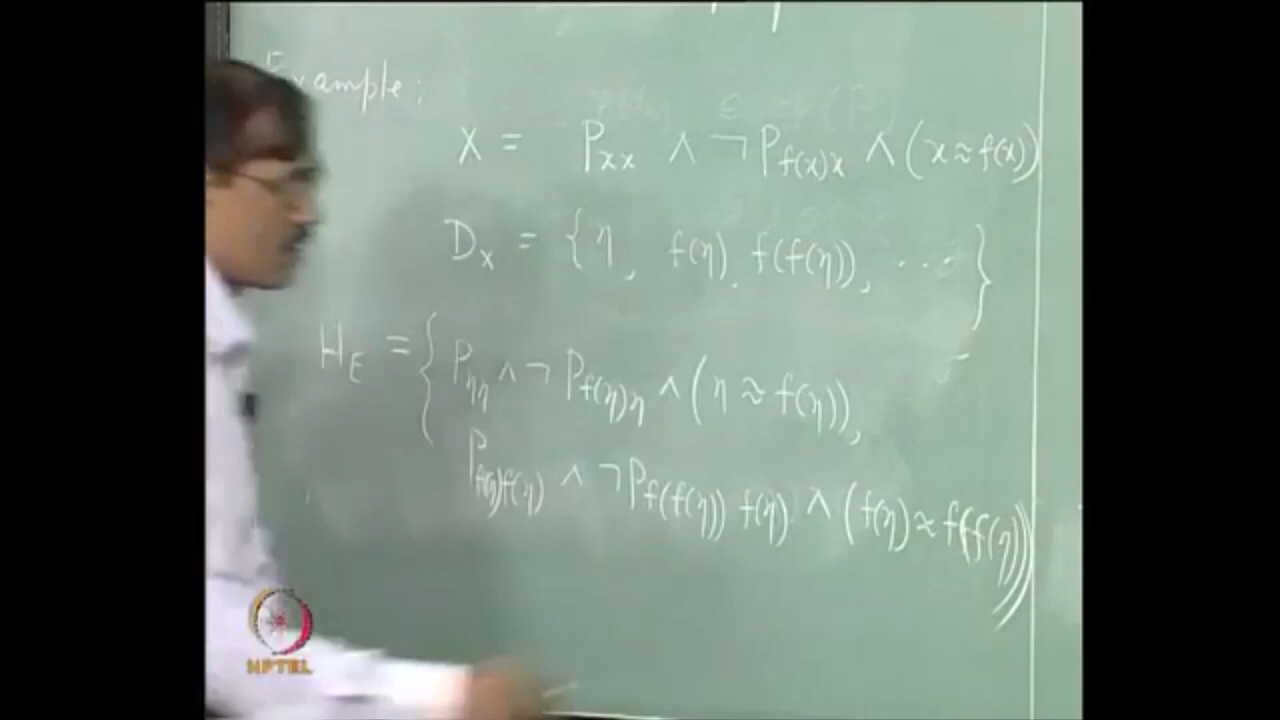 Example:
X = Pxx ∧ ¬Pf(x)x ∧ (x ≈ f(x))
Dx = { η, f(η), f(f(η)), ... }
HE = { Pηη ∧ ¬Pf(η)η ∧ (η ≈ f(η)),
Pf(η)f(η) ∧ ¬Pf(f(η)) f(η) ∧ (f(η) ≈ f(f(η)))
NPTEL